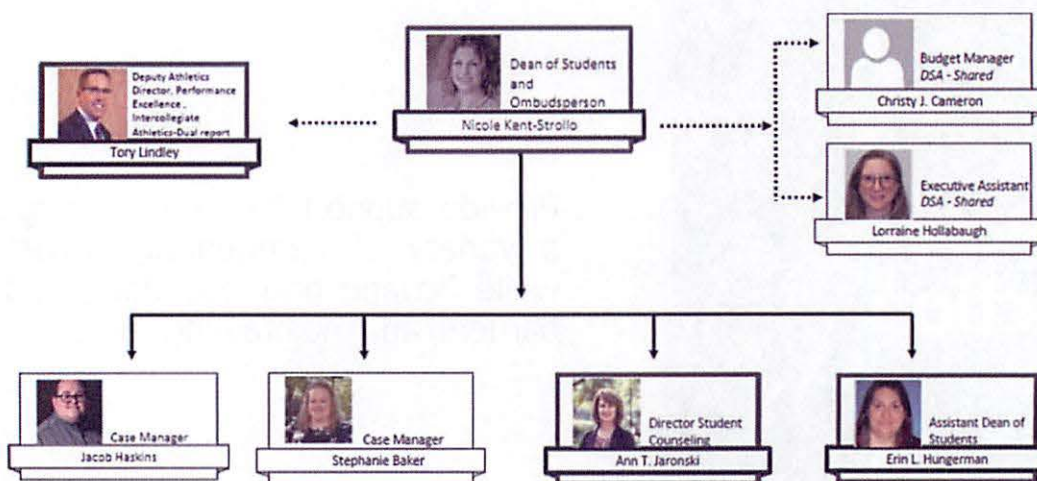 Deputy Athletics
Director, Performance
Excellence ,
Intercollegiate
Athletics-Dual report
Tory Lindley
Dean of Students
and
Ombudsperson
Nicole Kent-Strollo
Budget Manager
DSA - Shared
Christy J. Cameron
Executive Assistant
DSA - Shared
Lorraine Hollabaugh
Case Manager
Jacob Haskins
Case Manager
Stephanie Baker
Director Student
Counseling
Ann T. Jaronski
Assistant Dean of
Students
Erin L. Hungerman